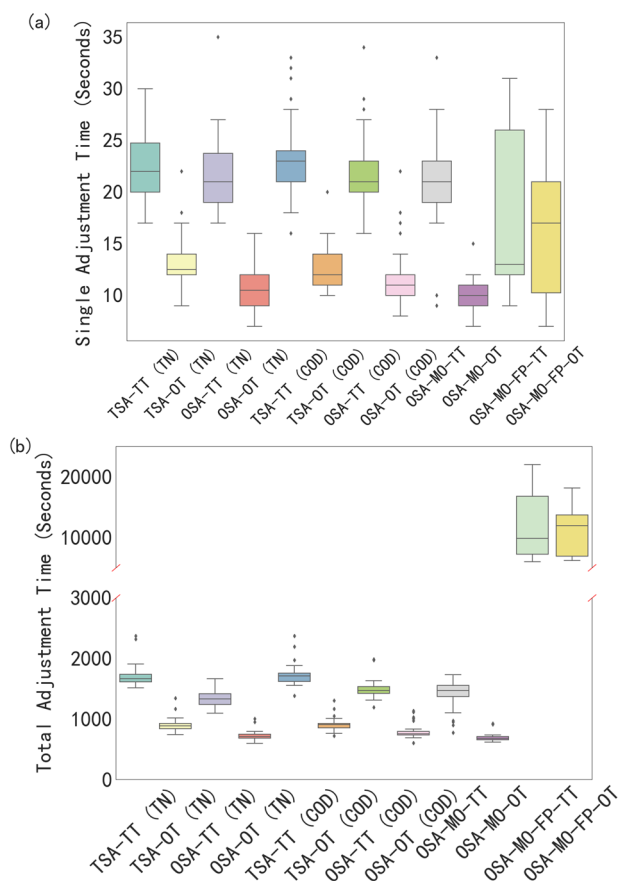 (a)
Single Adjustment Time (Seconds)
35
30
25
20
15
10
TSA-TT (TN)
TSA-OT (TN)
OSA-TT (TN)
OSA-OT (TN)
TSA-TT (COD)
TSA-OT (COD)
OSA-TT (COD)
OSA-OT (COD)
OSA-MO-TT
OSA-MO-OT
OSA-MO-FP-TT
OSA-MO-FP-OT
(b)
Total Adjustment Time (Seconds)
20000
10000
3000
2000
1000
0
TSA-TT (TN)
TSA-OT (TN)
OSA-TT (TN)
OSA-OT (TN)
TSA-TT (COD)
TSA-OT (COD)
OSA-TT (COD)
OSA-OT (COD)
OSA-MO-TT
OSA-MO-OT
OSA-MO-FP-TT
OSA-MO-FP-OT